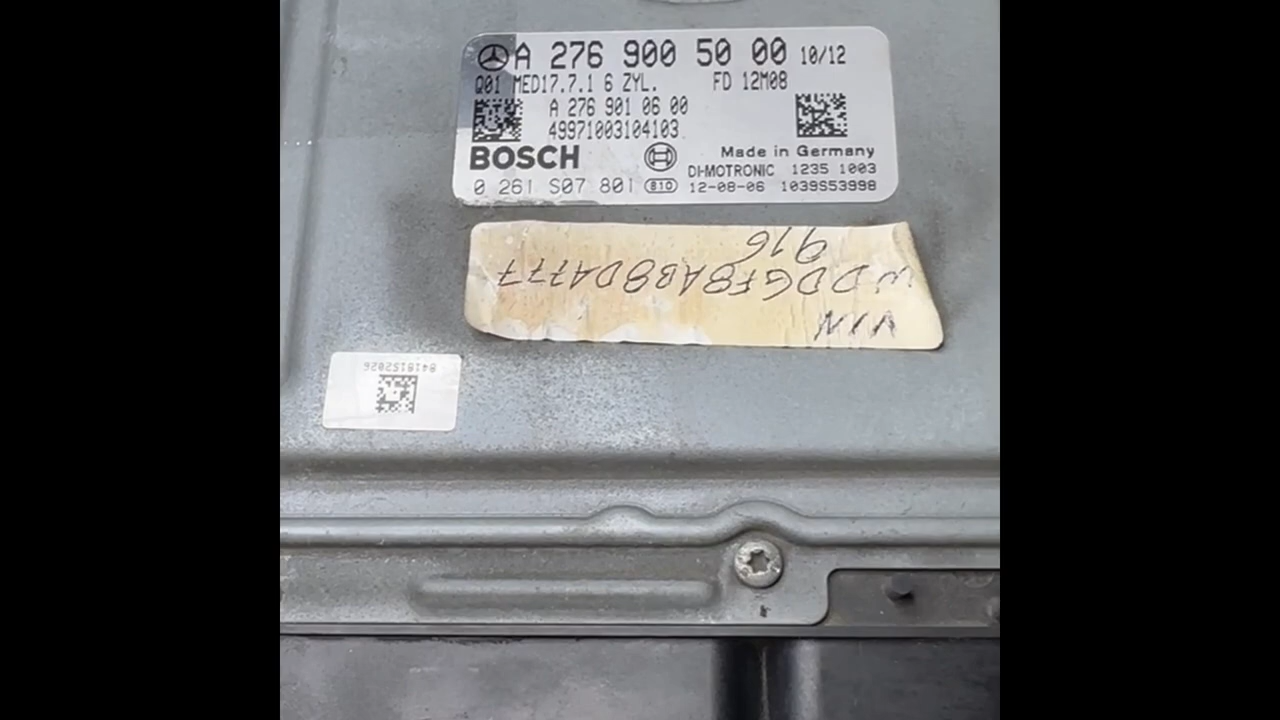 A 276 900 50 00 10/12
Q01 MED17.7.1 6 ZYL. FD 12M08
A 276 901 06 00
49971003104103
BOSCH Made in Germany
DI-MOTRONIC 1235 1003
0 261 S07 801 810 12-08-06 1039S53998
VIN
WDDGF8AB8DA777
916